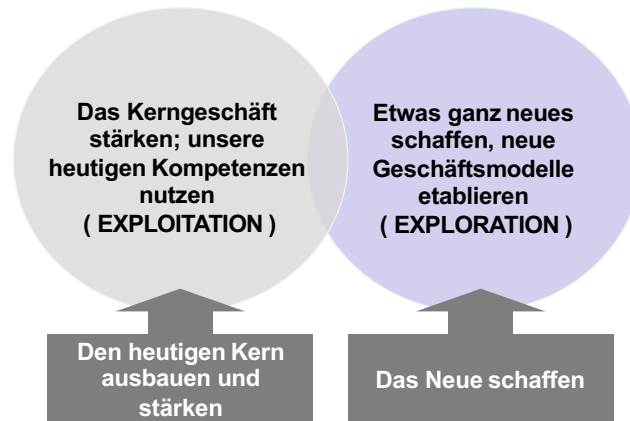 Das Kerngeschäft
stärken; unsere
heutigen Kompetenzen
nutzen
( EXPLOITATION )
Etwas ganz neues
schaffen, neue
Geschäftsmodelle
etablieren
( EXPLORATION )
Den heutigen Kern
ausbauen und
stärken
Das Neue schaffen